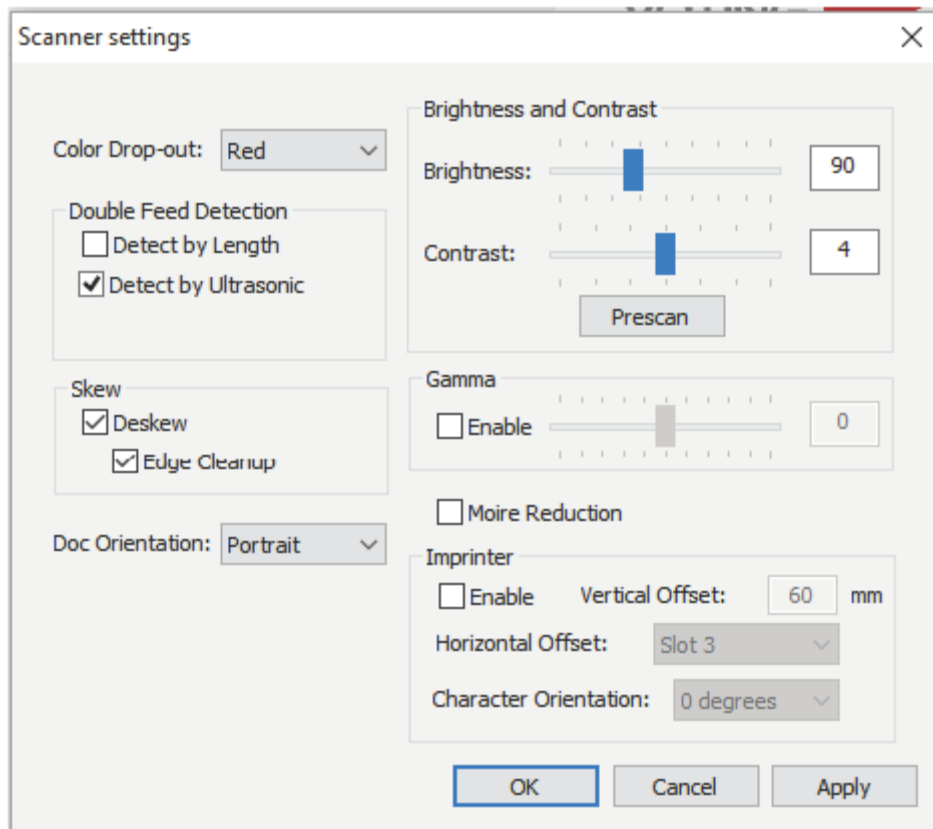 Scanner settings
Color Drop-out: Red
Double Feed Detection
Detect by Length
Detect by Ultrasonic
Skew
Deskew
Edge Cleanup
Doc Orientation: Portrait
Brightness and Contrast
Brightness: 90
Contrast: 4
Prescan
Gamma
Enable 0
Moire Reduction
Imprinter
Enable Vertical Offset: 60 mm
Horizontal Offset: Slot 3
Character Orientation: 0 degrees
OK Cancel Apply